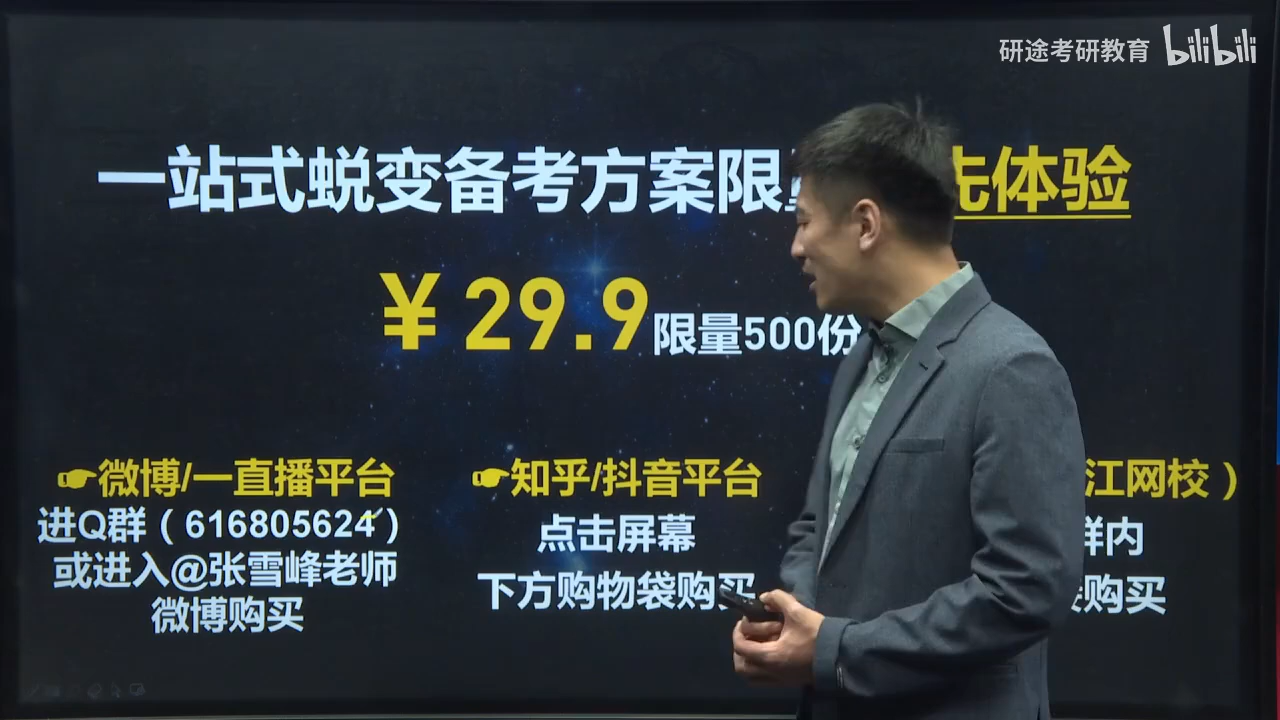 研途考研教育 bilibili
一站式蜕变备考方案限 先体验
¥29.9 限量500份
微博/一直播平台
进Q群（616805624）
或进入@张雪峰老师
微博购买
知乎/抖音平台
点击屏幕
下方购物袋购买
江网校）
群内
购买